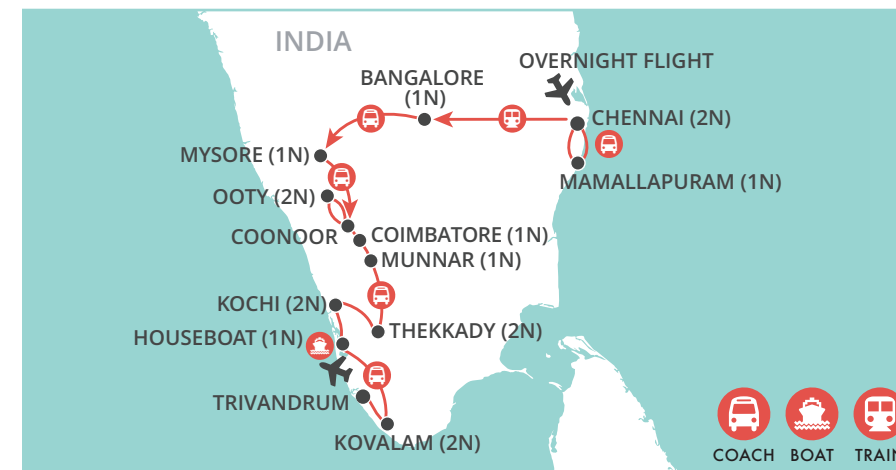 INDIA
OVERNIGHT FLIGHT
BANGALORE
(1N)
CHENNAI (2N)
MYSORE (1N)
MAMALLAPURAM (1N)
OOTY (2N)
COONOOR
COIMBATORE (1N)
MUNNAR (1N)
KOCHI (2N)
THEKKADY (2N)
HOUSEBOAT (1N)
TRIVANDRUM
KOVALAM (2N)
COACH BOAT TRAIN